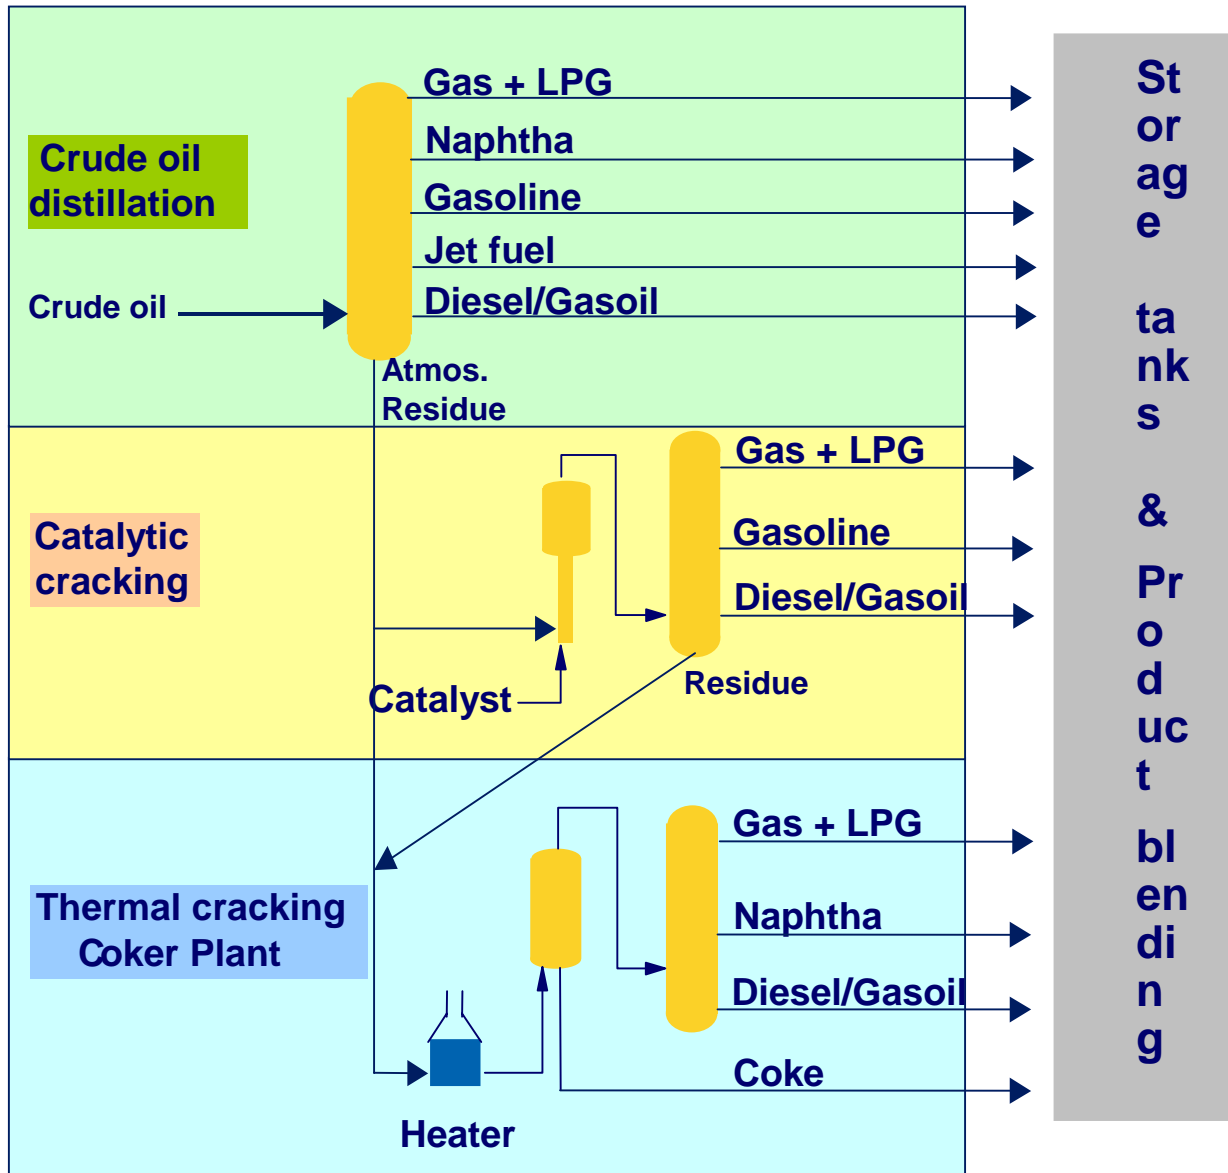 Gas + LPG
Naphtha
Crude oil
distillation
Gasoline
Jet fuel
Crude oil
Diesel/Gasoil
Atmos.
Residue
Gas + LPG
Catalytic
cracking
Gasoline
Diesel/Gasoil
Catalyst
Residue
Gas + LPG
Thermal cracking
Coker Plant
Naphtha
Diesel/Gasoil
Coke
Heater
St
or
ag
e
ta
nk
s
&
Pr
o
d
uc
t
bl
en
di
n
g